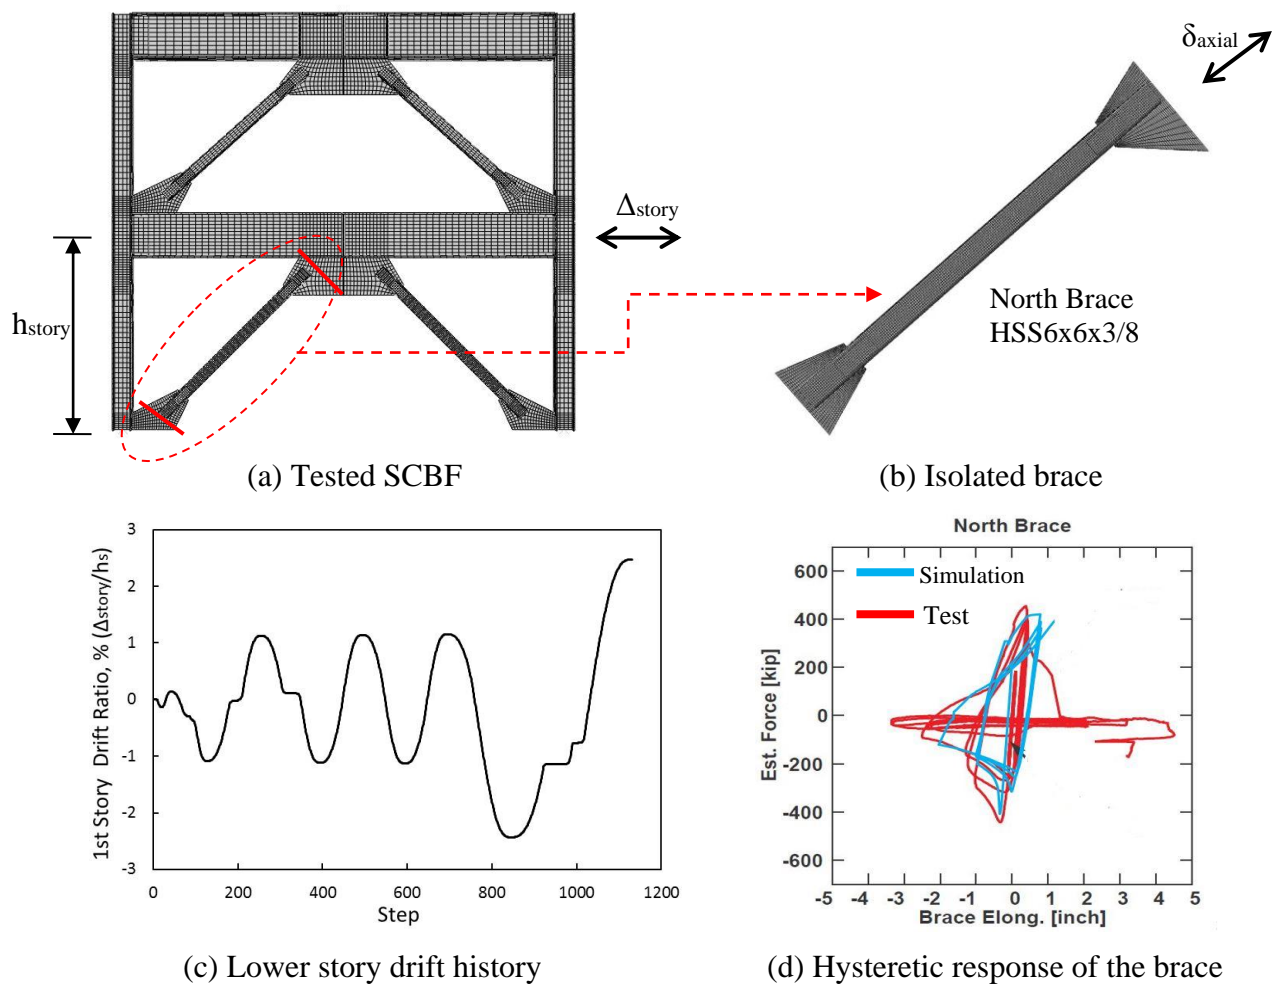 δaxial
Δstory
hstory
North Brace
HSS6x6x3/8
(a) Tested SCBF
(b) Isolated brace
1st Story Drift Ratio, % (Δstory/hs)
3
2
1
0
-1
-2
-3
0
200
400
600
800
1000
1200
Step
North Brace
Simulation
Test
Est. Force [kip]
600
400
200
0
-200
-400
-600
-5
-4
-3
-2
-1
0
1
2
3
4
5
Brace Elong. [inch]
(c) Lower story drift history
(d) Hysteretic response of the brace